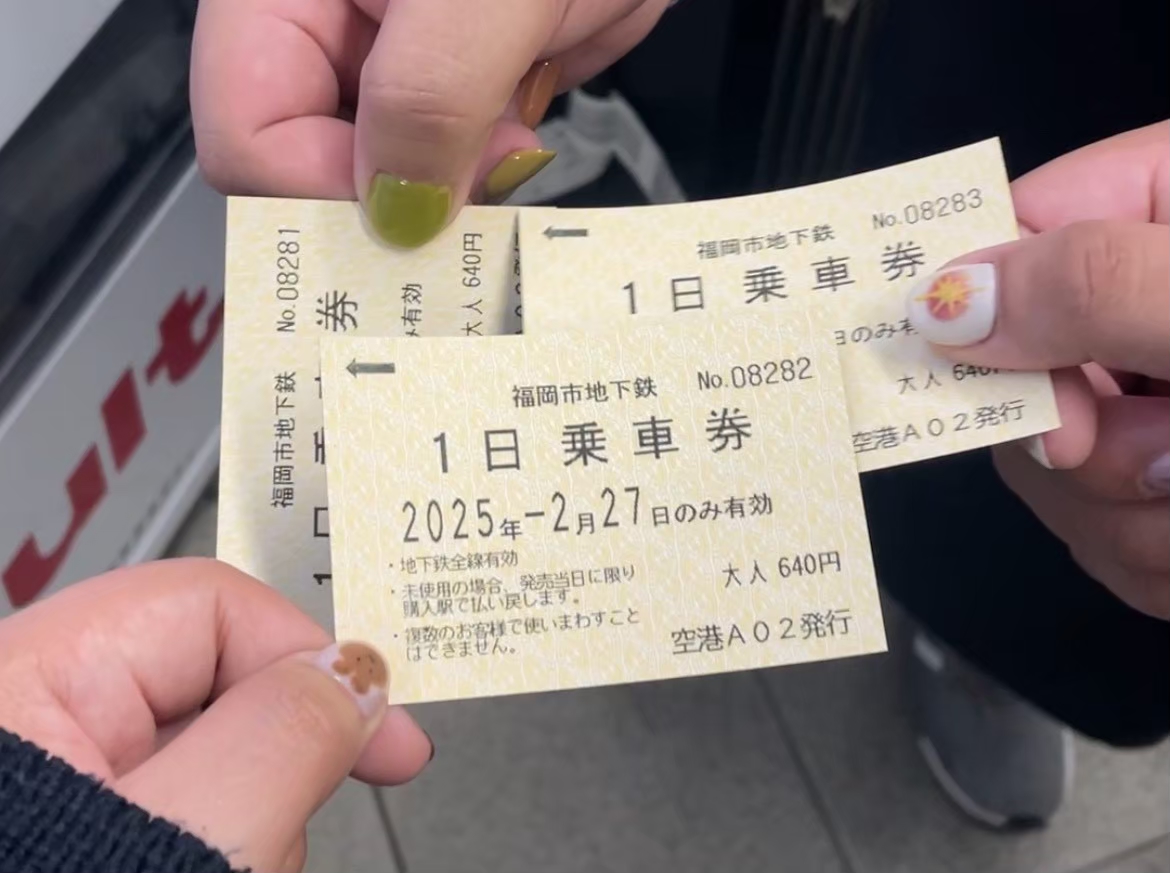 No.08281
福岡市地下鉄
券
み有効
大人 640円
No.08283
福岡市地下鉄
1日 乗車券
日のみ有
大人 640
空港A02発行
No.08282
福岡市地下鉄
1日 乗車券
2025年-2月27日のみ有効
・地下鉄全線有効
・未使用の場合、発売当日に限り
購入駅で払い戻します。
・複数のお客様で使いまわすこと
はできません。
大人 640円
空港A02発行